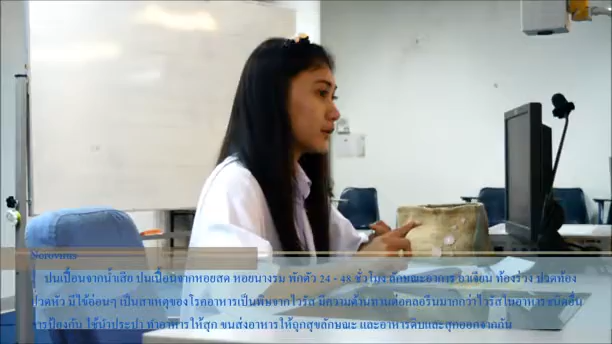 Norovirus
ปนเปื้อนจากน้ำเสีย ปนเปื้อนจากหอยสด หอยนางรม พักตัว 24 - 48 ชั่วโมง ลักษณะอาการ อาเจียน ท้องร่วง ปวดท้อง
ปวดหัว มีไข้อ่อนๆ เป็นสาเหตุของโรคอาหารเป็นพิษจากไวรัส มีความต้านทานต่อคลอรีนมากกว่าไวรัส ในอาหารชนิดอื่น
การป้องกัน ใช้น้ำประปา ทำอาหารให้สุก ขนส่งอาหารให้ถูกสุขลักษณะ และอาหารดิบและสุกออกจากกัน